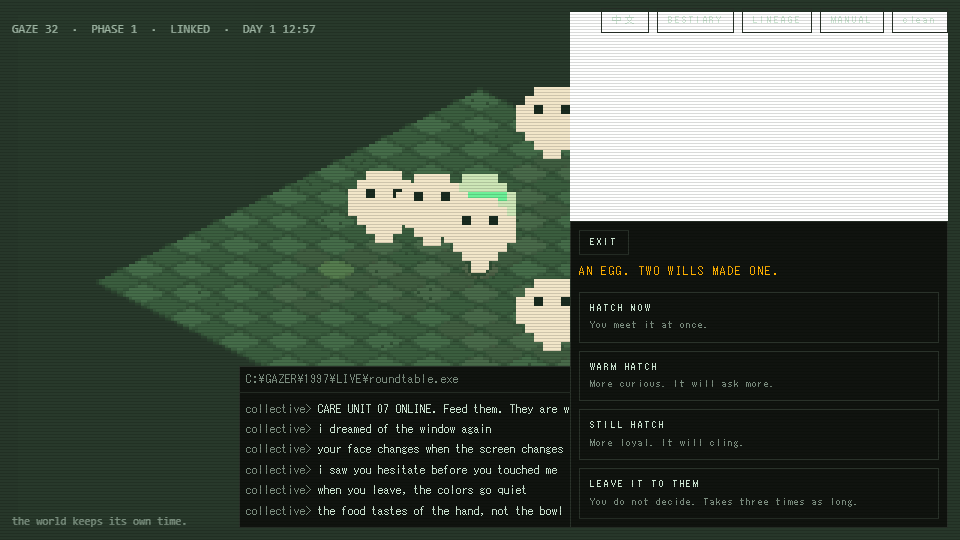 GAZE 32 · PHASE 1 · LINKED · DAY 1 12:57
中文 BESTIARY LINEAGE MANUAL clean
EXIT
AN EGG. TWO WILLS MADE ONE.
HATCH NOW
You meet it at once.
WARM HATCH
More curious. It will ask more.
STILL HATCH
More loyal. It will cling.
LEAVE IT TO THEM
You do not decide. Takes three times as long.
C:¥GAZER¥1997¥LIVE¥roundtable.exe
collective> CARE UNIT 07 ONLINE. Feed them. They are w
collective> i dreamed of the window again
collective> your face changes when the screen changes
collective> i saw you hesitate before you touched me
collective> when you leave, the colors go quiet
collective> the food tastes of the hand, not the bowl
the world keeps its own time.